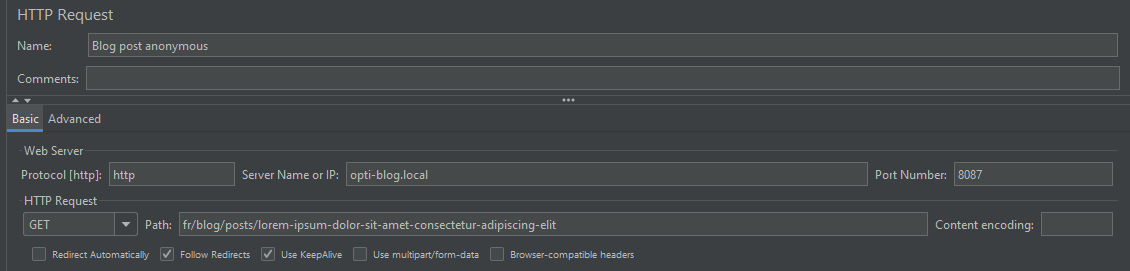 HTTP Request
Name: Blog post anonymous
Comments:
Basic Advanced
Web Server
Protocol [http]: http Server Name or IP: opti-blog.local Port Number: 8087
HTTP Request
GET Path: fr/blog/posts/lorem-ipsum-dolor-sit-amet-consectetur-adipiscing-elit Content encoding:
Redirect Automatically Follow Redirects Use KeepAlive Use multipart/form-data Browser-compatible headers